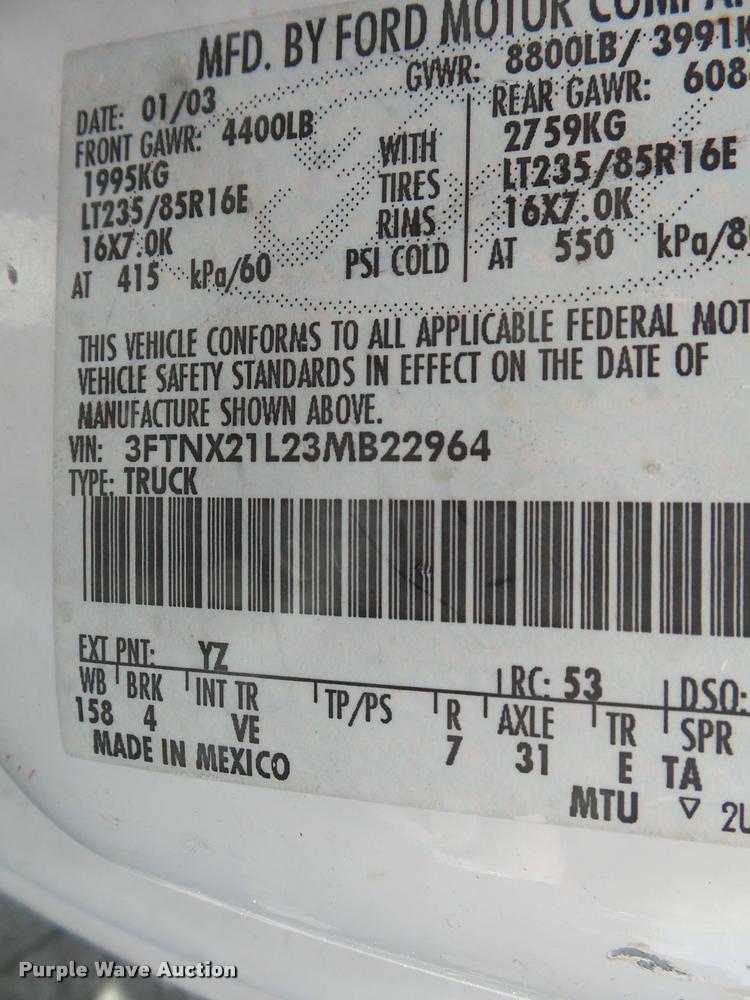 MFD. BY FORD MOTOR
GVWR: 8800LB/ 3991K
DATE: 01/03
FRONT GAWR: 4400LB
1995KG
LT235/85R16E
16X7.0K
AT 415 kPa/60
WITH
TIRES
RIMS
PSI COLD
REAR GAWR: 608
2759KG
LT235/85R16E
16X7.0K
AT 550 kPa/8
THIS VEHICLE CONFORMS TO ALL APPLICABLE FEDERAL MOT
VEHICLE SAFETY STANDARDS IN EFFECT ON THE DATE OF
MANUFACTURE SHOWN ABOVE.
VIN: 3FTNX21L23MB22964
TYPE: TRUCK
EXT PNT: YZ RC: 53 DSO:
WB BRK INT TR TP/PS R AXLE TR SPR
158 4 VE 7 31 E TA
MADE IN MEXICO MTU ▽ 2U
Purple Wave Auction